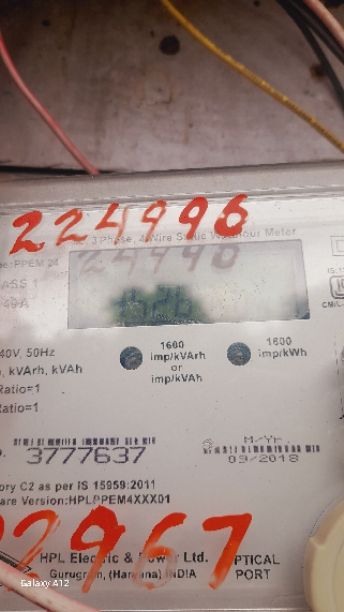 224996
3 Phase, 4 Wire Static
Meter
PPEM 24
ASS 1
40V, 50Hz
, kVArh, kVAh
Ratio=1
Ratio=1
1600
imp/kVArh
or
imp/kVAh
1600
imp/kWh
3777637
S M/Yr.
09/2018
ory C2 as per IS 15959:2011
are Version:HPLPPEM4XXX01
2967
HPL Electric & Power Ltd.
Gurugram, (Haryana) INDIA
OPTICAL
PORT
Galaxy A12